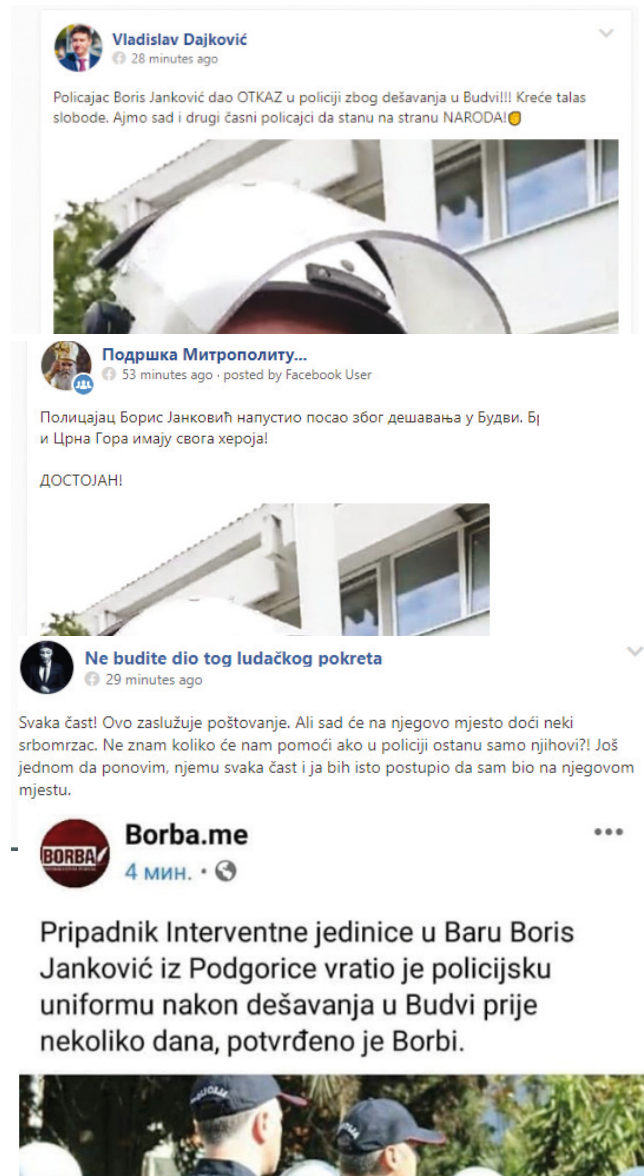 Vladislav Dajković
28 minutes ago
Policajac Boris Janković dao OTKAZ u policiji zbog dešavanja u Budvi!!! Kreće talas
slobode. Ajmo sad i drugi časni policajci da stanu na stranu NARODA!✊
Подршка Митрополиту...
53 minutes ago · posted by Facebook User
Полицајац Борис Јанковић напустио посао због дешавања у Будви.
и Црна Гора имају свога хероја!
ДОСТОЈАН!
Ne budite dio tog ludačkog pokreta
29 minutes ago
Svaka čast! Ovo zaslužuje poštovanje. Ali sad će na njegovo mjesto doći neki
srbomrzac. Ne znam koliko će nam pomoći ako u policiji ostanu samo njihovi?! Još
jednom da ponovim, njemu svaka čast i ja bih isto postupio da sam bio na njegovom
mjestu.
BORBA
Borba.me
4 мин. ·
Pripadnik Interventne jedinice u Baru Boris
Janković iz Podgorice vratio je policijsku
uniformu nakon dešavanja u Budvi prije
nekoliko dana, potvrđeno je Borbi.